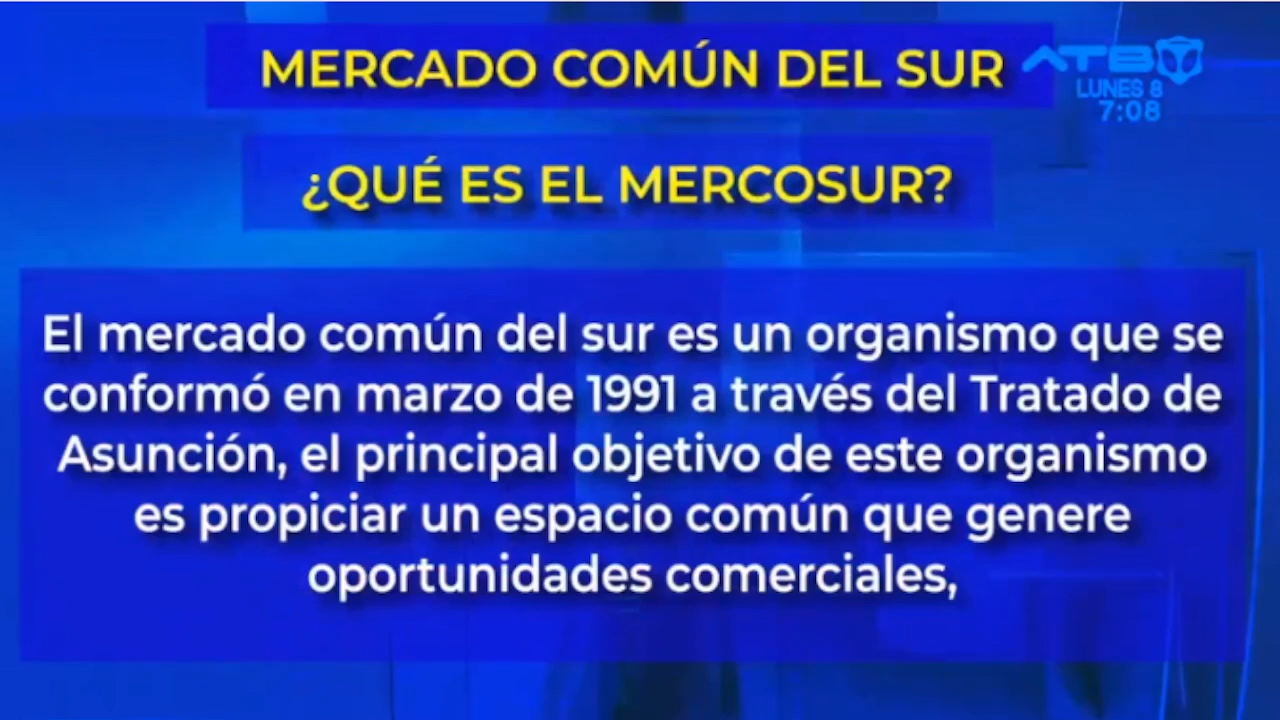 MERCADO COMÚN DEL SUR
ATB
LUNES 8
7:08
¿QUÉ ES EL MERCOSUR?
El mercado común del sur es un organismo que se
conformó en marzo de 1991 a través del Tratado de
Asunción, el principal objetivo de este organismo
es propiciar un espacio común que genere
oportunidades comerciales,